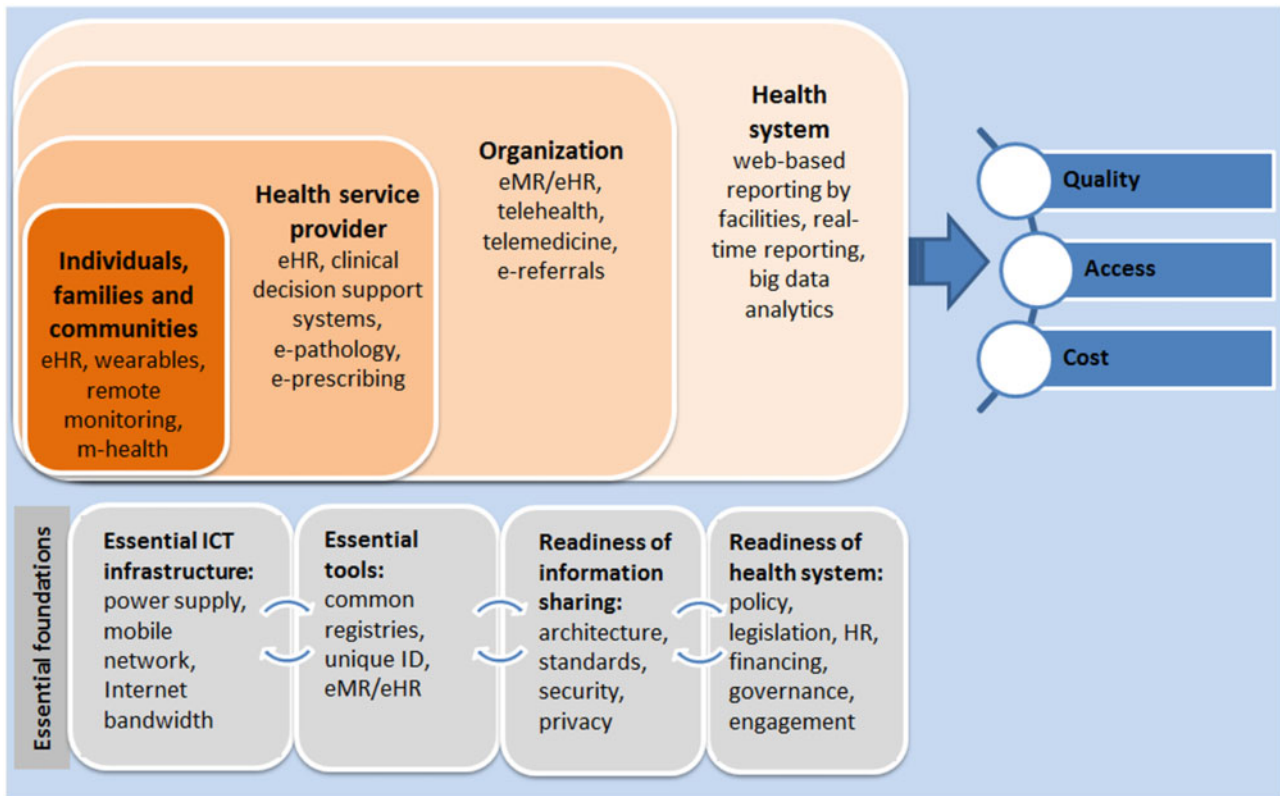 Individuals,
families and
communities
eHR, wearables,
remote
monitoring,
m-health
Health service
provider
eHR, clinical
decision support
systems,
e-pathology,
e-prescribing
Organization
eMR/eHR,
telehealth,
telemedicine,
e-referrals
Health
system
web-based
reporting by
facilities, real-
time reporting,
big data
analytics
Quality
Access
Cost
Essential foundations
Essential ICT
infrastructure:
power supply,
mobile
network,
Internet
bandwidth
Essential
tools:
common
registries,
unique ID,
eMR/eHR
Readiness of
information
sharing:
architecture,
standards,
security,
privacy
Readiness of
health system:
policy,
legislation, HR,
financing,
governance,
engagement